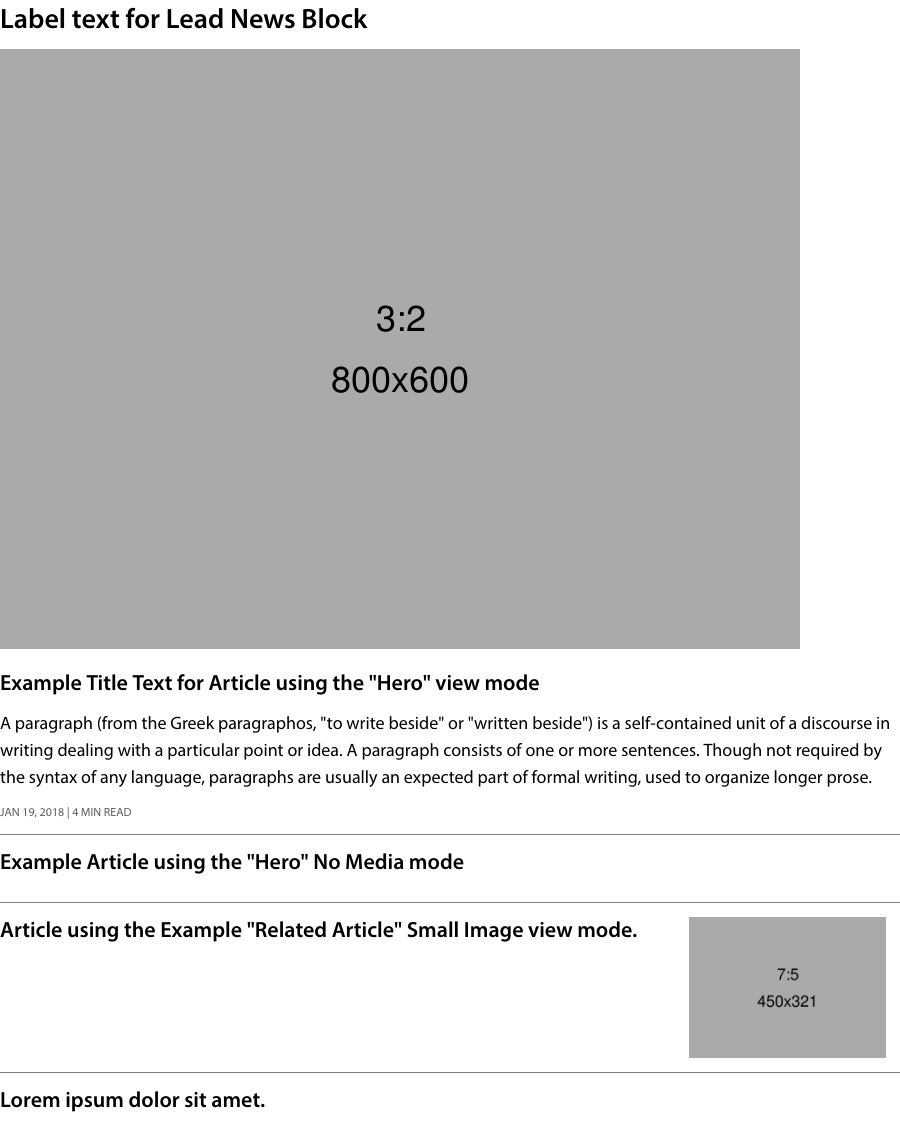 Label text for Lead News Block
3:2
800x600
Example Title Text for Article using the "Hero" view mode
A paragraph (from the Greek paragraphos, "to write beside" or "written beside") is a self-contained unit of a discourse in
writing dealing with a particular point or idea. A paragraph consists of one or more sentences. Though not required by
the syntax of any language, paragraphs are usually an expected part of formal writing, used to organize longer prose.
JAN 19, 2018 | 4 MIN READ
Example Article using the "Hero" No Media mode
Article using the Example "Related Article" Small Image view mode.
7:5
450x321
Lorem ipsum dolor sit amet.